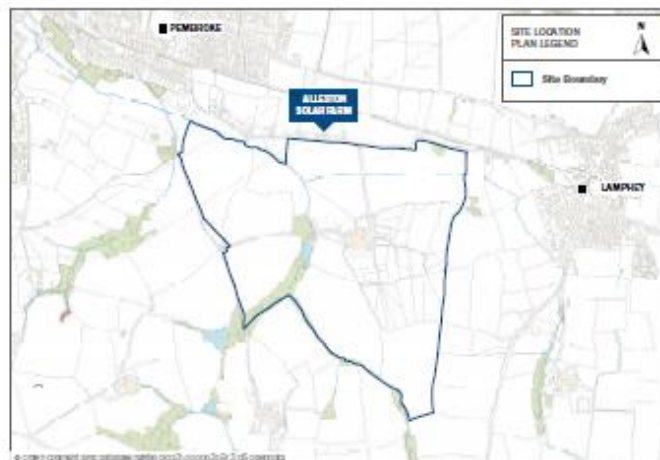 PEMBROKE
SITE LOCATION
PLAN LEGEND
N
Site Boundary
ALLESTON
SOLAR FARM
LAMPHEY